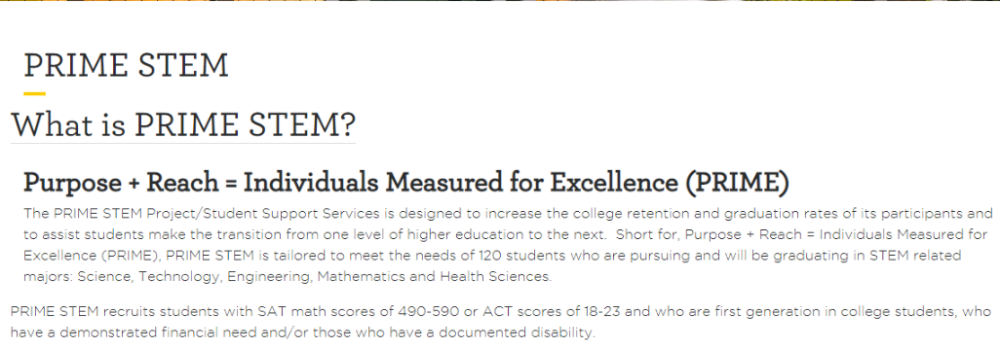 PRIME STEM
What is PRIME STEM?
Purpose + Reach = Individuals Measured for Excellence (PRIME)
The PRIME STEM Project/Student Support Services is designed to increase the college retention and graduation rates of its participants and
to assist students make the transition from one level of higher education to the next.  Short for, Purpose + Reach = Individuals Measured for
Excellence (PRIME), PRIME STEM is tailored to meet the needs of 120 students who are pursuing and will be graduating in STEM related
majors: Science, Technology, Engineering, Mathematics and Health Sciences.
PRIME STEM recruits students with SAT math scores of 490-590 or ACT scores of 18-23 and who are first generation in college students, who
have a demonstrated financial need and/or those who have a documented disability.